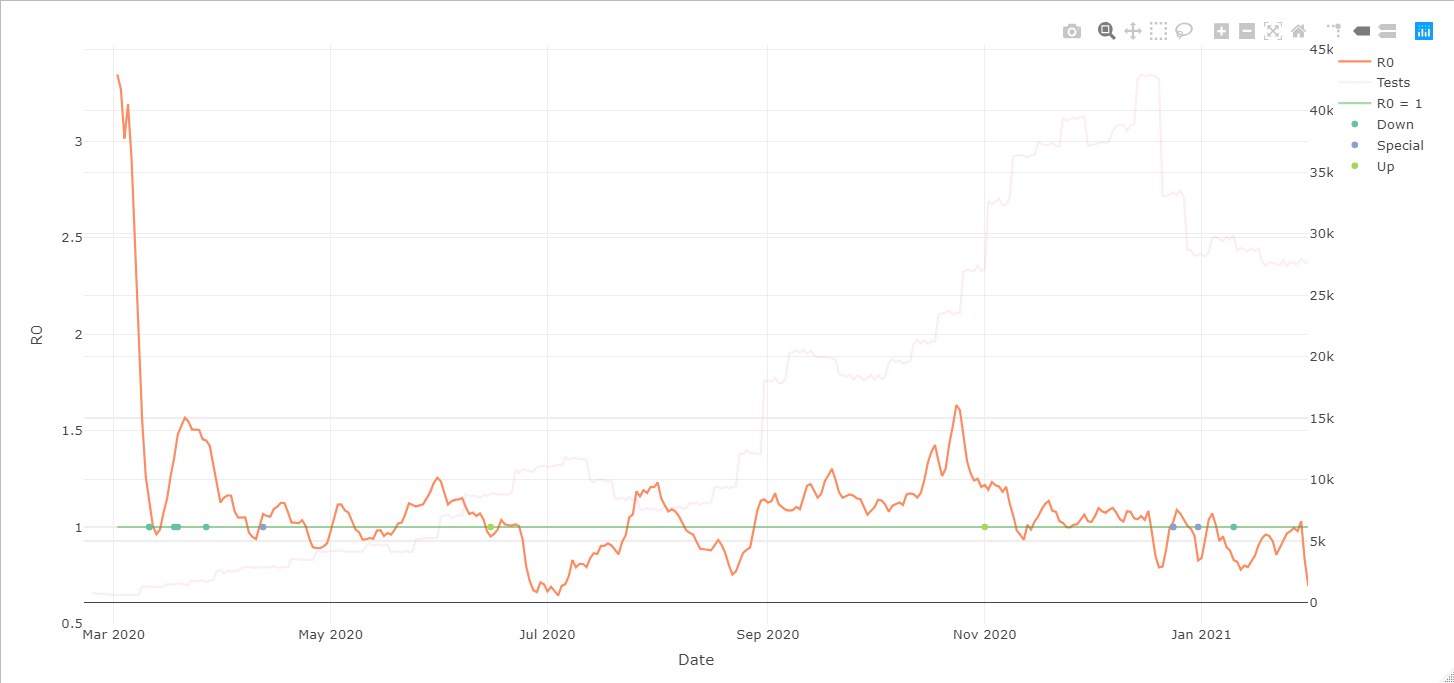 45k
R0
Tests
40k
R0 = 1
Down
Special
Up
3
35k
2.5
30k
25k
2
R0
20k
1.5
15k
10k
1
5k
0
0.5
Mar 2020
May 2020
Jul 2020
Sep 2020
Nov 2020
Jan 2021
Date